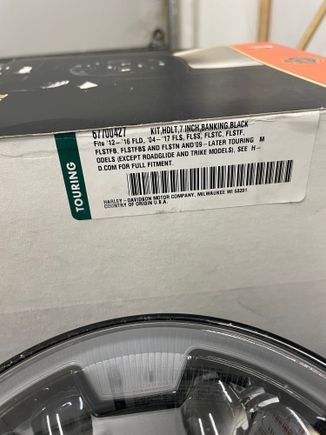 67700427 KIT,HDLT,7 INCH,BANKING,BLACK
Fits '12-'16 FLD, '04-'17 FLS, FLSS, FLSTC, FLSTF,
FLSTFB, FLSTFBS AND FLSTN AND '09-LATER TOURING M
ODELS (EXCEPT ROADGLIDE AND TRIKE MODELS), SEE H-
D.COM FOR FULL FITMENT.
TOURING
HARLEY-DAVIDSON MOTOR COMPANY, MILWAUKEE WI 53201
COUNTRY OF ORIGIN U.S.A.